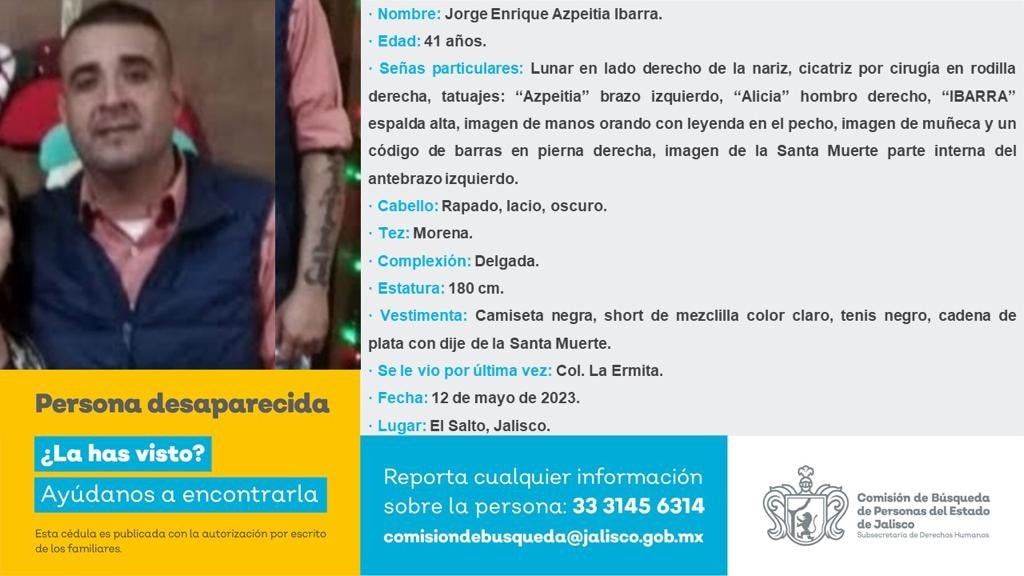 · Nombre: Jorge Enrique Azpeitia Ibarra.
· Edad: 41 años.
· Señas particulares: Lunar en lado derecho de la nariz, cicatriz por cirugía en rodilla
derecha, tatuajes: “Azpeitia” brazo izquierdo, “Alicia” hombro derecho, “IBARRA”
espalda alta, imagen de manos orando con leyenda en el pecho, imagen de muñeca y un
código de barras en pierna derecha, imagen de la Santa Muerte parte interna del
antebrazo izquierdo.
· Cabello: Rapado, lacio, oscuro.
· Tez: Morena.
· Complexión: Delgada.
· Estatura: 180 cm.
· Vestimenta: Camiseta negra, short de mezclilla color claro, tenis negro, cadena de
plata con dije de la Santa Muerte.
· Se le vio por última vez: Col. La Ermita.
· Fecha: 12 de mayo de 2023.
· Lugar: El Salto, Jalisco.
Persona desaparecida
¿La has visto?
Ayúdanos a encontrarla
Esta cédula es publicada con la autorización por escrito
de los familiares.
Reporta cualquier información
sobre la persona: 33 3145 6314
comisiondebusqueda@jalisco.gob.mx
Comisión de Búsqueda
de Personas del Estado
de Jalisco
Subsecretaría de Derechos Humanos